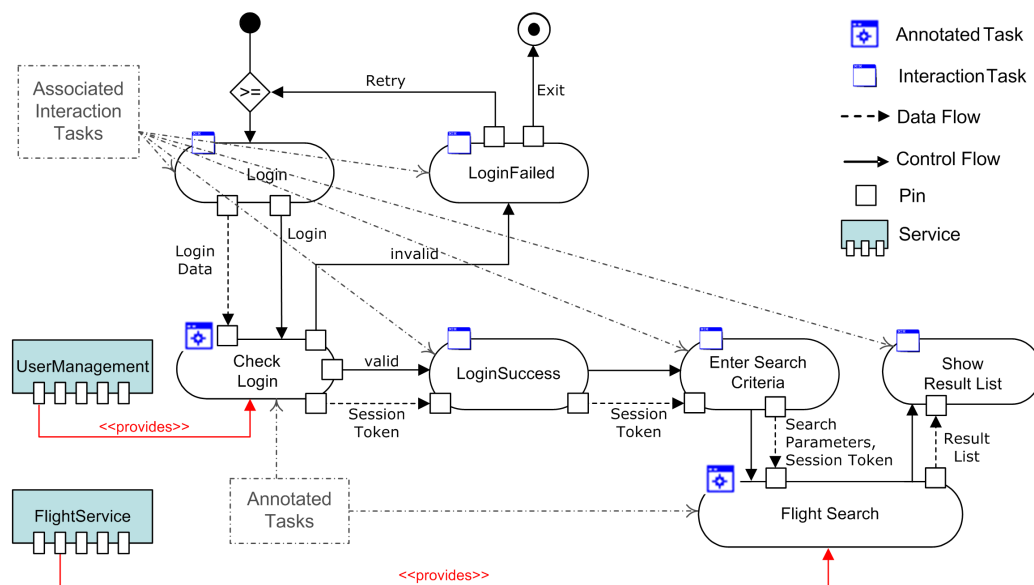 Annotated Task
Interaction Task
Data Flow
Control Flow
Pin
Service
Associated
Interaction
Tasks
>=
Retry
Exit
Login
LoginFailed
Login
Data
Login
invalid
UserManagement
Check
Login
valid
LoginSuccess
Enter Search
Criteria
Show
Result List
<<provides>>
Session
Token
Session
Token
Search
Parameters,
Session Token
Result
List
Annotated
Tasks
FlightService
Flight Search
<<provides>>